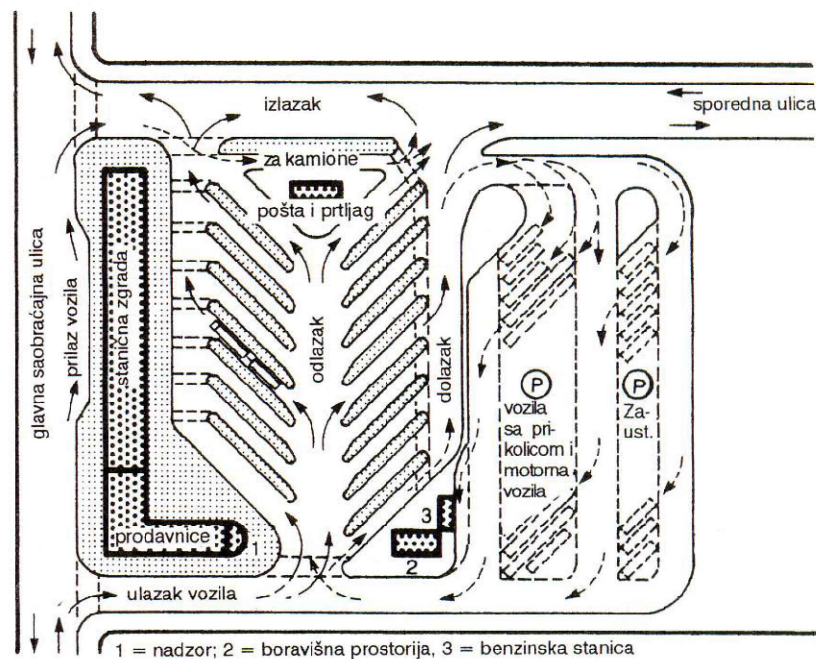 izlazak
sporedna ulica
za kamione
pošta i prtljag
glavna saobraćajna ulica
prilaz vozila
stanična zgrada
odlazak
dolazak
P
vozila
sa pri-
kolicom i
motorna
vozila
P
Za-
ust.
prodavnice
1
3
2
ulazak vozila
1 = nadzor; 2 = boravišna prostorija, 3 = benzinska stanica